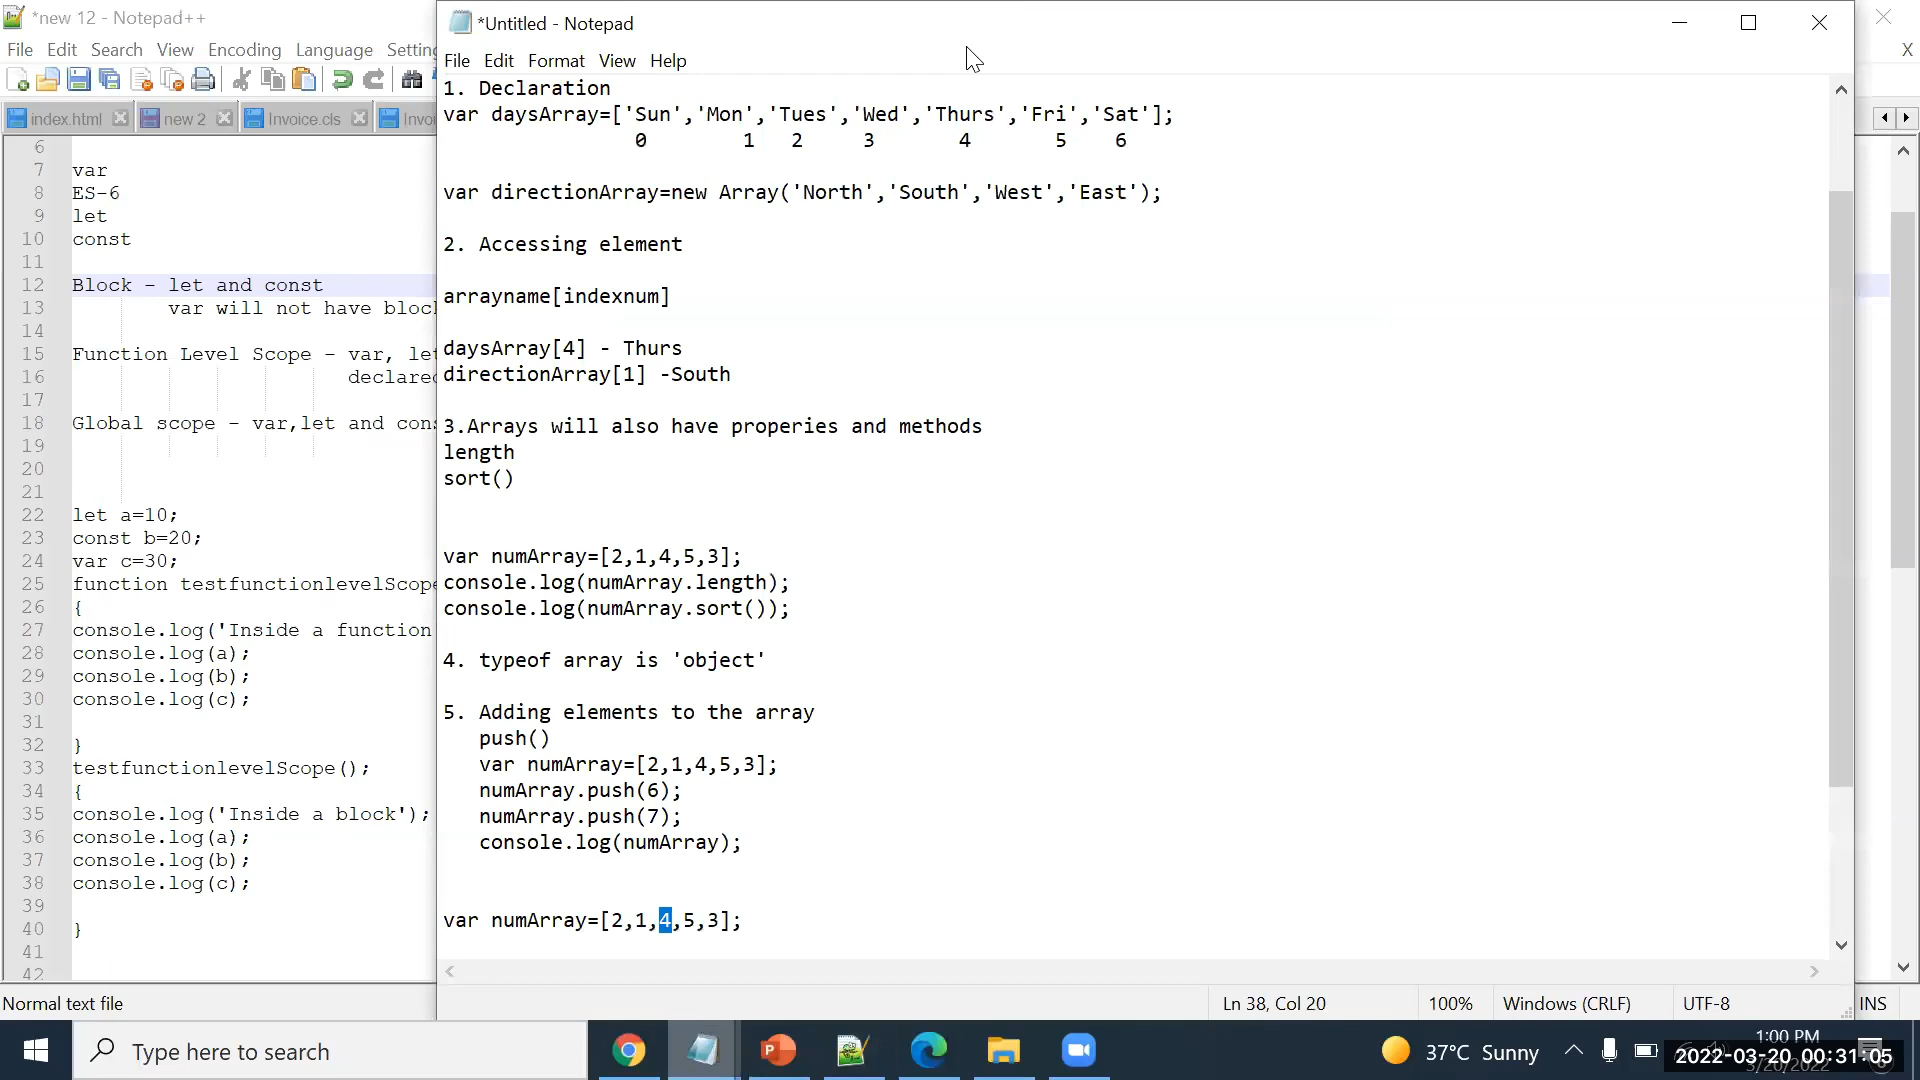 *new 12 - Notepad++
File Edit Search View Encoding Language
index.html new 2 Invoice.cls
6
7 var
8 ES-6
9 let
10 const
11
12 Block - let and const
13 var will not have
14
15 Function Level Scope - var,
16
17
18 Global scope - var,let and
19
20
21
22 let a=10;
23 const b=20;
24 var c=30;
25 function testfunctionlevelScope
26 {
27 console.log('Inside a function
28 console.log(a);
29 console.log(b);
30 console.log(c);
31
32 }
33 testfunctionlevelScope();
34 {
35 console.log('Inside a block');
36 console.log(a);
37 console.log(b);
38 console.log(c);
39
40 }
41
42
Normal text file
*Untitled - Notepad
File Edit Format View Help
1. Declaration
var daysArray=['Sun','Mon','Tues','Wed','Thurs','Fri','Sat'];
0 1 2 3 4 5 6
var directionArray=new Array('North','South','West','East');
2. Accessing element
arrayname[indexnum]
daysArray[4] - Thurs
directionArray[1] -South
3.Arrays will also have properies and methods
length
sort()
var numArray=[2,1,4,5,3];
console.log(numArray.length);
console.log(numArray.sort());
4. typeof array is 'object'
5. Adding elements to the array
push()
var numArray=[2,1,4,5,3];
numArray.push(6);
numArray.push(7);
console.log(numArray);
var numArray=[2,1,4,5,3];
Ln 38, Col 20 100% Windows (CRLF) UTF-8
X
INS
Type here to search
37°C Sunny
1:00 PM
3/20/2022
2022-03-20 00:31:05